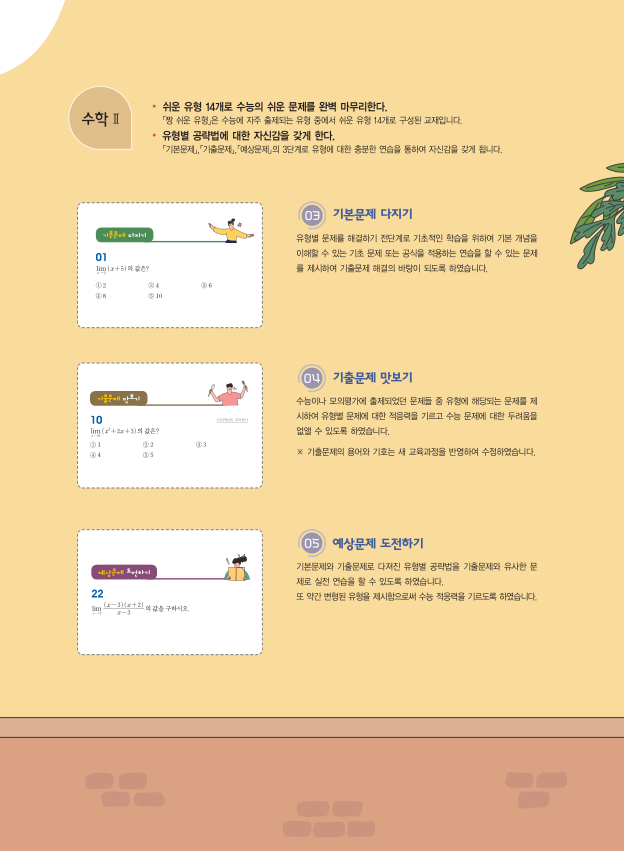 수학 Ⅱ
• 쉬운 유형 14개로 수능의 쉬운 문제를 완벽 마무리한다.
「짱 쉬운 유형」은 수능에 자주 출제되는 유형 중에서 쉬운 유형 14개로 구성된 교재입니다.
• 유형별 공략법에 대한 자신감을 갖게 한다.
「기본문제」, 「기출문제」, 「예상문제」의 3단계로 유형에 대한 충분한 연습을 통하여 자신감을 갖게 됩니다.
기본문제 다지기
01
lim (x+5)의 값은?
① 2 ② 4 ③ 6
④ 8 ⑤ 10
03 기본문제 다지기
유형별 문제를 해결하기 전단계로 기초적인 학습을 위하여 기본 개념을
이해할 수 있는 기초 문제 또는 공식을 적용하는 연습을 할 수 있는 문제
를 제시하여 기출문제 해결의 바탕이 되도록 하였습니다.
기출문제 맛보기
10
lim (x²+2x+3)의 값은?
① 1 ② 2 ③ 3
④ 4 ⑤ 5
04 기출문제 맛보기
수능이나 모의평가에 출제되었던 문제들 중 유형에 해당되는 문제를 제
시하여 유형별 문제에 대한 적응력을 기르고 수능 문제에 대한 두려움을
없앨 수 있도록 하였습니다.
※ 기출문제의 용어와 기호는 새 교육과정을 반영하여 수정하였습니다.
예상문제 도전하기
22
lim (x-3)(x+2)/x-3 의 값을 구하시오.
05 예상문제 도전하기
기본문제와 기출문제로 다져진 유형별 공략법을 기출문제와 유사한 문
제로 실전 연습을 할 수 있도록 하였습니다.
또 약간 변형된 유형을 제시함으로써 수능 적응력을 기르도록 하였습니다.